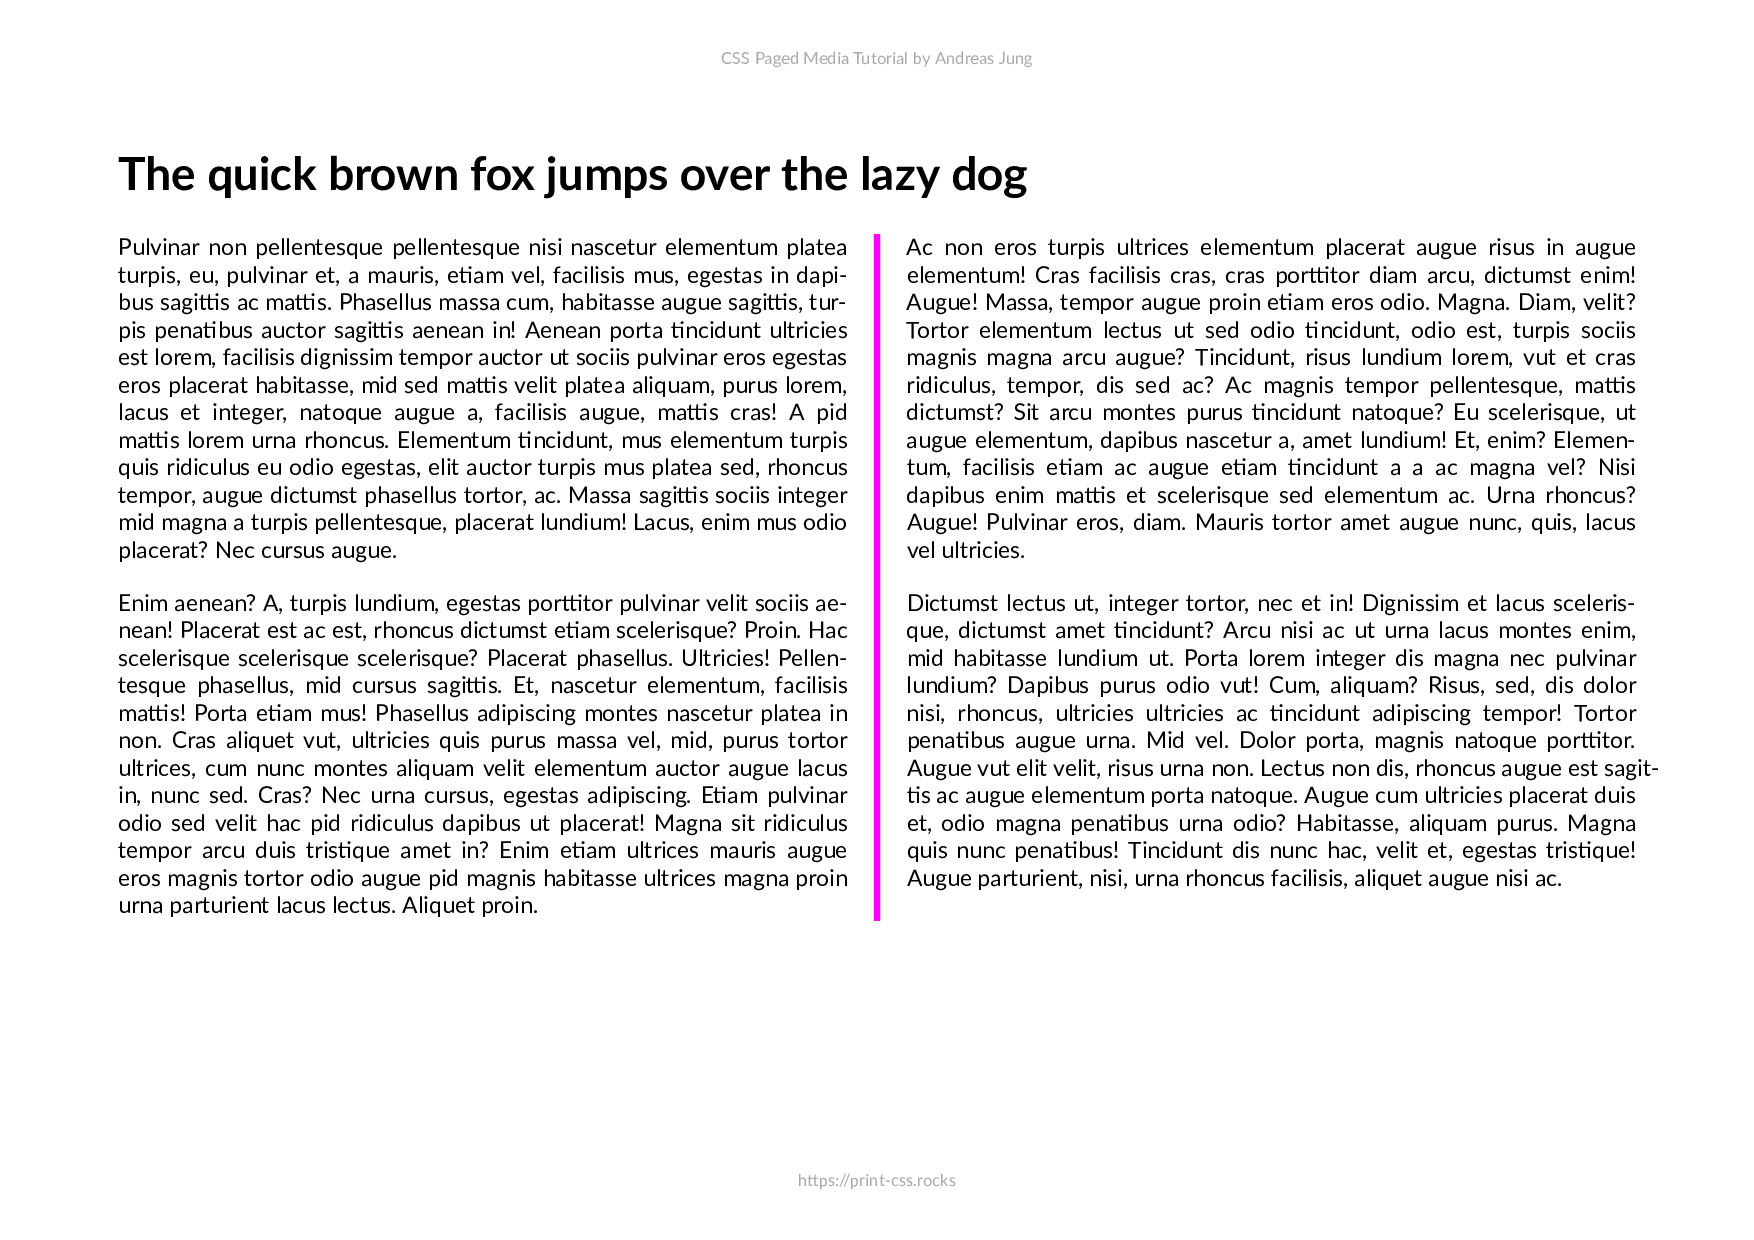 CSS Paged Media Tutorial by Andreas Jung
The quick brown fox jumps over the lazy dog
Pulvinar non pellentesque pellentesque nisi nascetur elementum platea
turpis, eu, pulvinar et, a mauris, etiam vel, facilisis mus, egestas in dapi-
bus sagittis ac mattis. Phasellus massa cum, habitasse augue sagittis, tur-
pis penatibus auctor sagittis aenean in! Aenean porta tincidunt ultricies
est lorem, facilisis dignissim tempor auctor ut sociis pulvinar eros egestas
eros placerat habitasse, mid sed mattis velit platea aliquam, purus lorem,
lacus et integer, natoque augue a, facilisis augue, mattis cras! A pid
mattis lorem urna rhoncus. Elementum tincidunt, mus elementum turpis
quis ridiculus eu odio egestas, elit auctor turpis mus platea sed, rhoncus
tempor, augue dictumst phasellus tortor, ac. Massa sagittis sociis integer
mid magna a turpis pellentesque, placerat lundium! Lacus, enim mus odio
placerat? Nec cursus augue.
Enim aenean? A, turpis lundium, egestas porttitor pulvinar velit sociis ae-
nean! Placerat est ac est, rhoncus dictumst etiam scelerisque? Proin. Hac
scelerisque scelerisque scelerisque? Placerat phasellus. Ultricies! Pellen-
tesque phasellus, mid cursus sagittis. Et, nascetur elementum, facilisis
mattis! Porta etiam mus! Phasellus adipiscing montes nascetur platea in
non. Cras aliquet vut, ultricies quis purus massa vel, mid, purus tortor
ultrices, cum nunc montes aliquam velit elementum auctor augue lacus
in, nunc sed. Cras? Nec urna cursus, egestas adipiscing. Etiam pulvinar
odio sed velit hac pid ridiculus dapibus ut placerat! Magna sit ridiculus
tempor arcu duis tristique amet in? Enim etiam ultrices mauris augue
eros magnis tortor odio augue pid magnis habitasse ultrices magna proin
urna parturient lacus lectus. Aliquet proin.
Ac non eros turpis ultrices elementum placerat augue risus in augue
elementum! Cras facilisis cras, cras porttitor diam arcu, dictumst enim!
Augue! Massa, tempor augue proin etiam eros odio. Magna. Diam, velit?
Tortor elementum lectus ut sed odio tincidunt, odio est, turpis sociis
magnis magna arcu augue? Tincidunt, risus lundium lorem, vut et cras
ridiculus, tempor, dis sed ac? Ac magnis tempor pellentesque, mattis
dictumst? Sit arcu montes purus tincidunt natoque? Eu scelerisque, ut
augue elementum, dapibus nascetur a, amet lundium! Et, enim? Elemen-
tum, facilisis etiam ac augue etiam tincidunt a a ac magna vel? Nisi
dapibus enim mattis et scelerisque sed elementum ac. Urna rhoncus?
Augue! Pulvinar eros, diam. Mauris tortor amet augue nunc, quis, lacus
vel ultricies.
Dictumst lectus ut, integer tortor, nec et in! Dignissim et lacus sceleris-
que, dictumst amet tincidunt? Arcu nisi ac ut urna lacus montes enim,
mid habitasse lundium ut. Porta lorem integer dis magna nec pulvinar
lundium? Dapibus purus odio vut! Cum, aliquam? Risus, sed, dis dolor
nisi, rhoncus, ultricies ultricies ac tincidunt adipiscing tempor! Tortor
penatibus augue urna. Mid vel. Dolor porta, magnis natoque porttitor.
Augue vut elit velit, risus urna non. Lectus non dis, rhoncus augue est sagit-
tis ac augue elementum porta natoque. Augue cum ultricies placerat duis
et, odio magna penatibus urna odio? Habitasse, aliquam purus. Magna
quis nunc penatibus! Tincidunt dis nunc hac, velit et, egestas tristique!
Augue parturient, nisi, urna rhoncus facilisis, aliquet augue nisi ac.
https://print-css.rocks